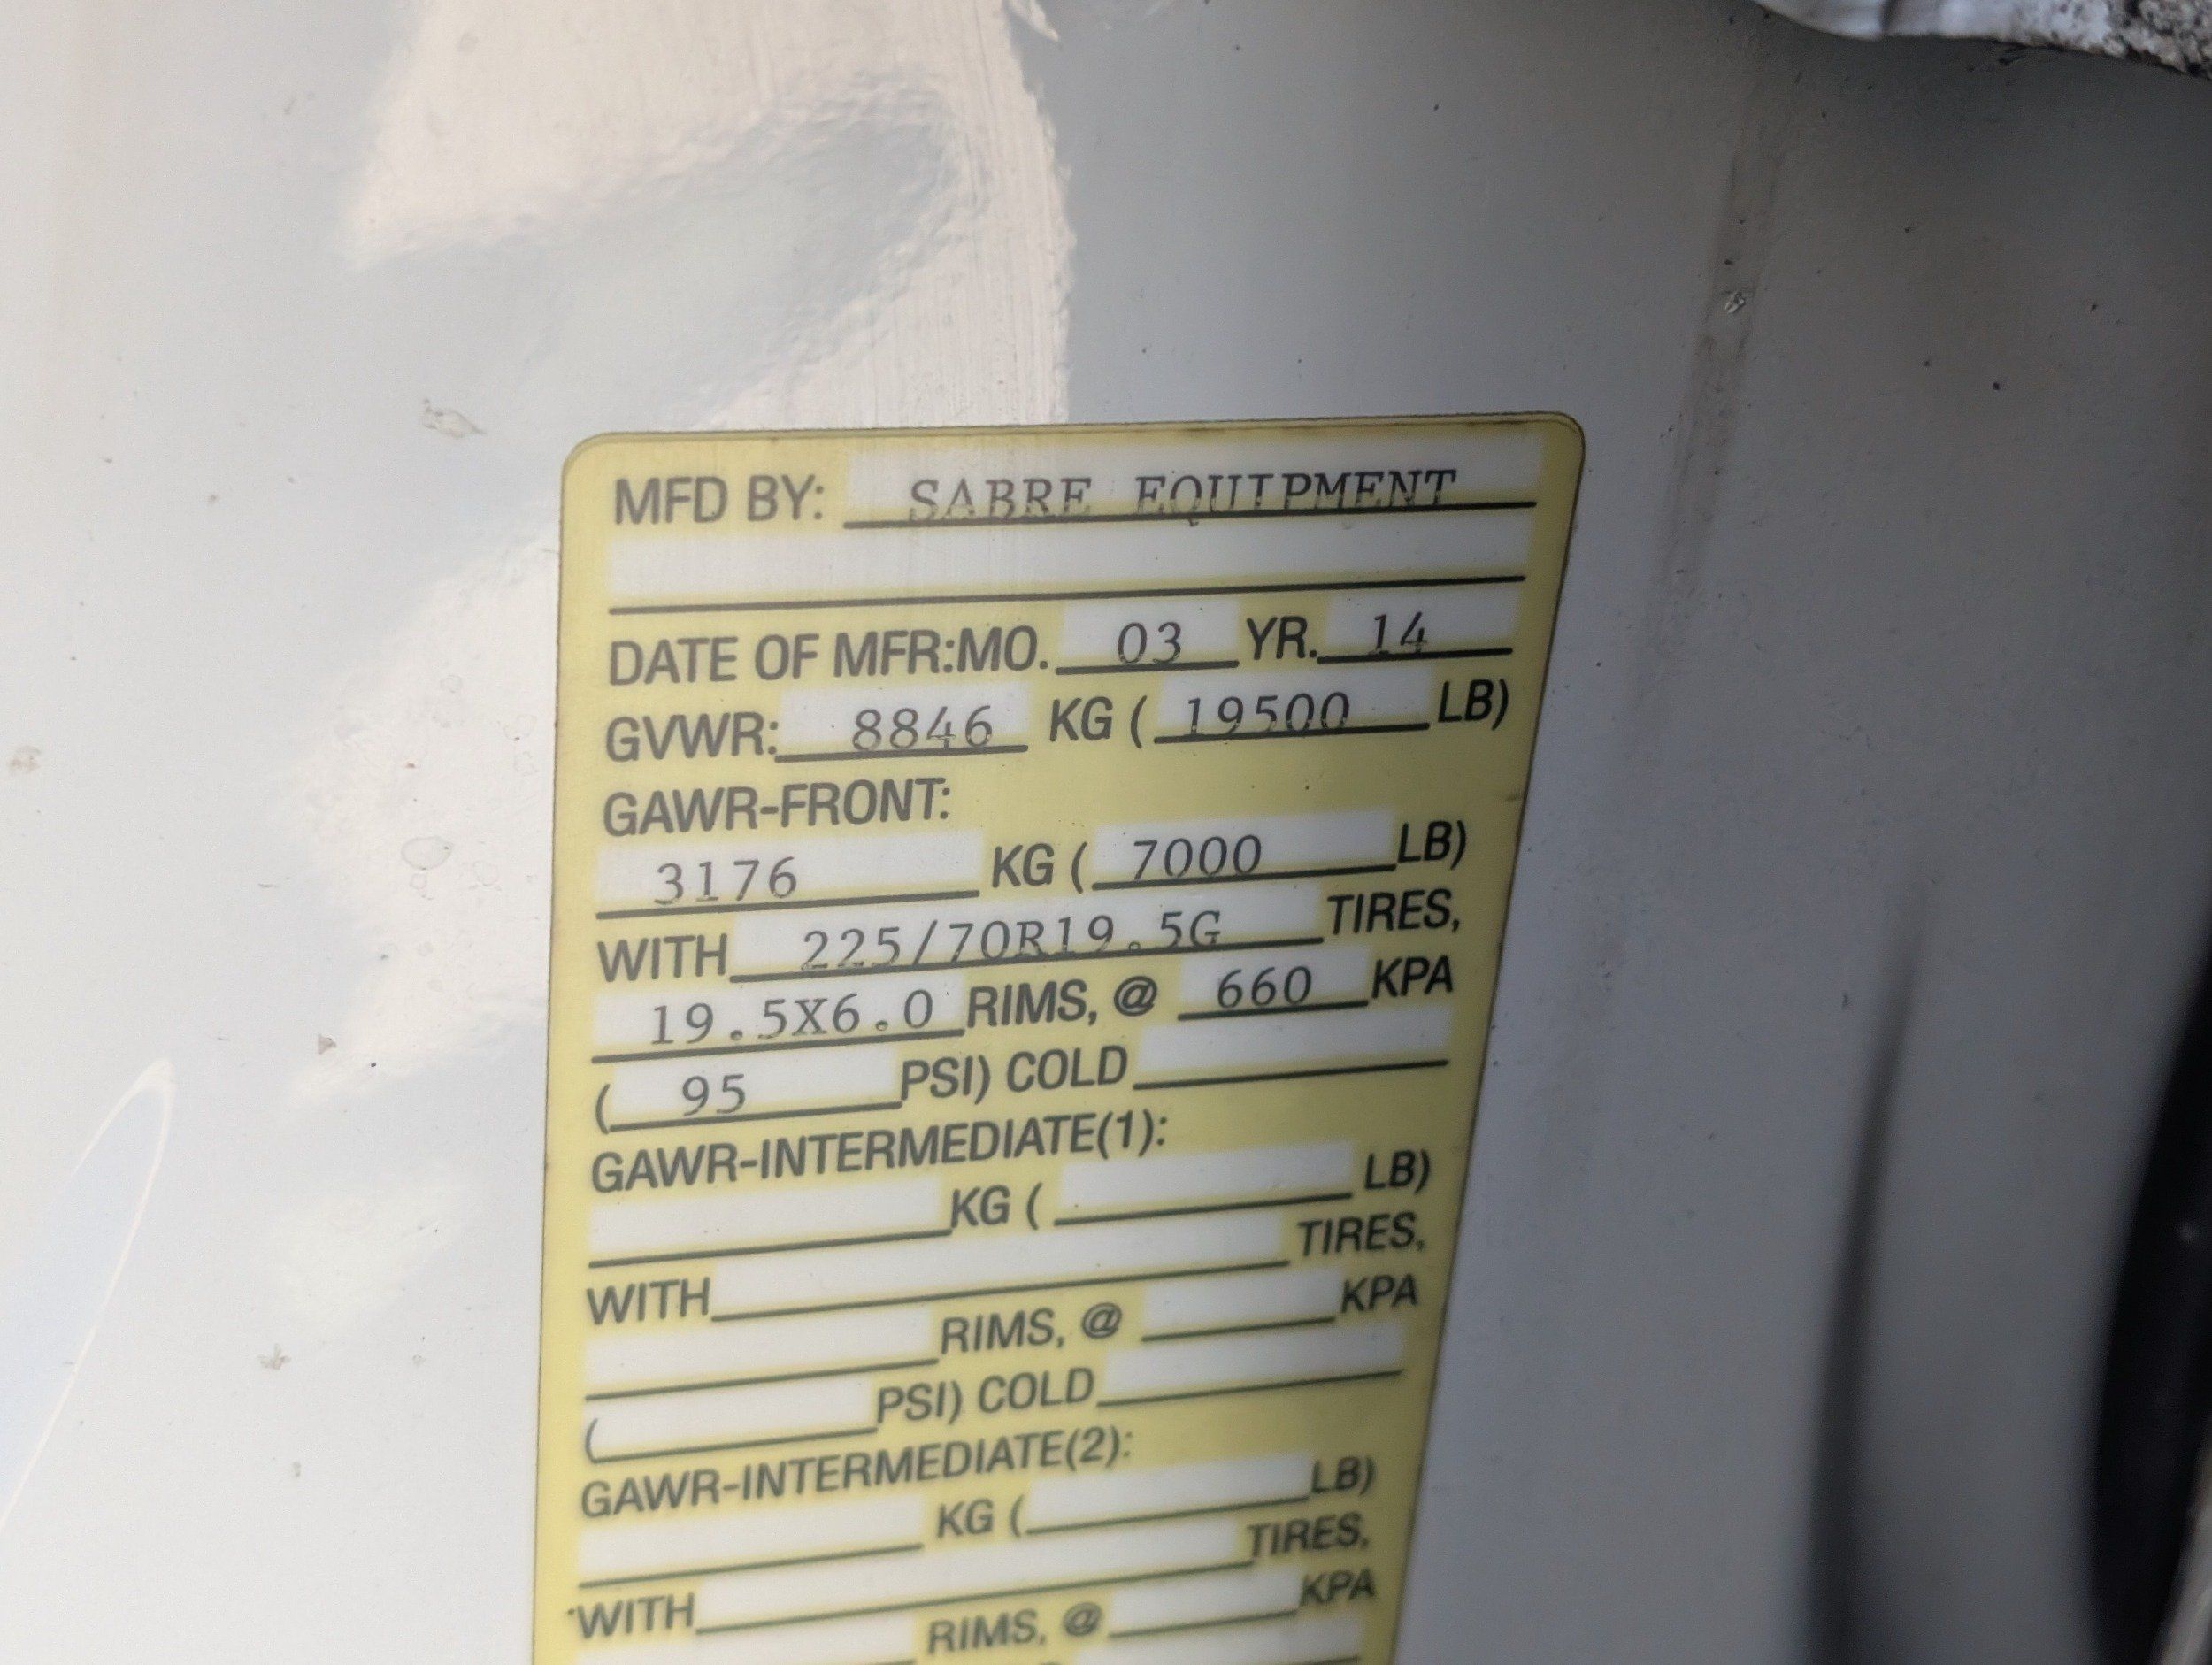 MFD BY: SABRE EQUIPMENT
DATE OF MFR:MO. 03 YR. 14
GVWR: 8846 KG ( 19500 LB)
GAWR-FRONT:
3176 KG ( 7000 LB)
WITH 225/70R19.5G TIRES,
19.5X6.0 RIMS, @ 660 KPA
( 95 PSI) COLD
GAWR-INTERMEDIATE(1):
KG ( LB)
WITH TIRES,
RIMS, @ KPA
( PSI) COLD
GAWR-INTERMEDIATE(2):
KG ( LB)
WITH TIRES,
RIMS, @ KPA